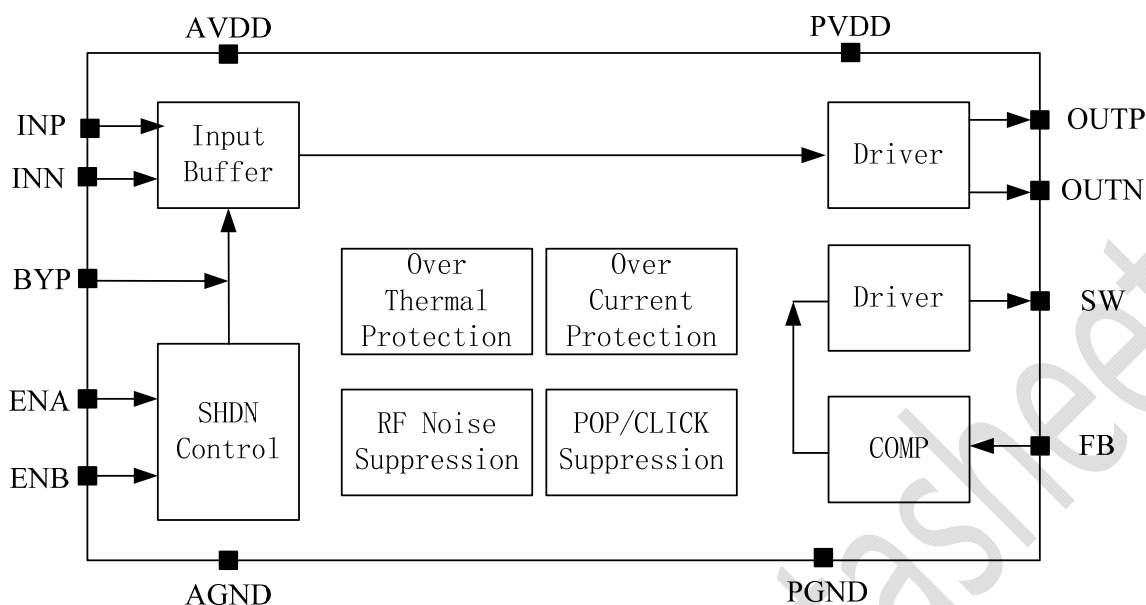 AVDD
PVDD
INP
INN
BYP
ENA
ENB
Input
Buffer
SHDN
Control
Over
Thermal
Protection
Over
Current
Protection
RF Noise
Suppression
POP/CLICK
Suppression
Driver
Driver
COMP
OUTP
OUTN
SW
FB
AGND
PGND
tasheet